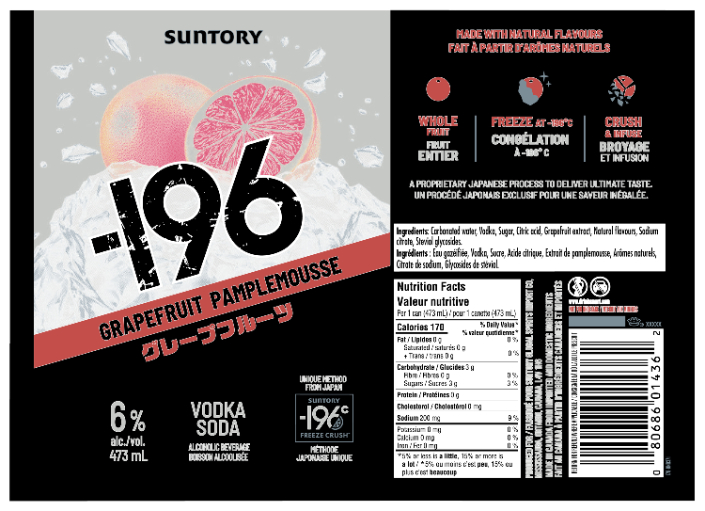 SUNTORY
-196
GRAPEFRUIT PAMPLEMOUSSE
グレープフルーツ
6%
alc./vol.
473 mL
VODKA
SODA
ALCOHOLIC BEVERAGE
BOISSON ALCOOLISÉE
UNIQUE METHOD
FROM JAPAN
SUNTORY
-196°C
FREEZE CRUSH
MÉTHODE
JAPONAISE UNIQUE
MADE WITH NATURAL FLAVOURS
FAIT À PARTIR D'ARÔMES NATURELS
WHOLE
FRUIT
FRUIT
ENTIER
FREEZE AT -196°C
CONGÉLATION
À -196° C
CRUSH
& INFUSE
BROYAGE
ET INFUSION
A PROPRIETARY JAPANESE PROCESS TO DELIVER ULTIMATE TASTE.
UN PROCÉDÉ JAPONAIS EXCLUSIF POUR UNE SAVEUR INÉGALÉE.
Ingredients: Carbonated water, Vodka, Sugar, Citric acid, Grapefruit extract, Natural flavours, Sodium
citrate, Steviol glycosides.
Ingrédients : Eau gazéifiée, Vodka, Sucre, Acide citrique, Extrait de pamplemousse, Arômes naturels,
Citrate de sodium, Glycosides de stéviol.
Nutrition Facts
Valeur nutritive
Per 1 can (473 mL) / pour 1 canette (473 mL)
Calories 170
% Daily Value*
% valeur quotidienne*
Fat / Lipides 0 g 0 %
Saturated / saturés 0 g
+ Trans / trans 0 g 0 %
Carbohydrate / Glucides 3 g
Fibre / Fibres 0 g 0 %
Sugars / Sucres 3 g 3 %
Protein / Protéines 0 g
Cholesterol / Cholestérol 0 mg
Sodium 200 mg 9 %
Potassium 0 mg 0 %
Calcium 0 mg 0 %
Iron / Fer 0 mg 0 %
*5% or less is a little, 15% or more is
a lot / *5% ou moins c'est peu, 15% ou
plus c'est beaucoup
0 80686 01436 2